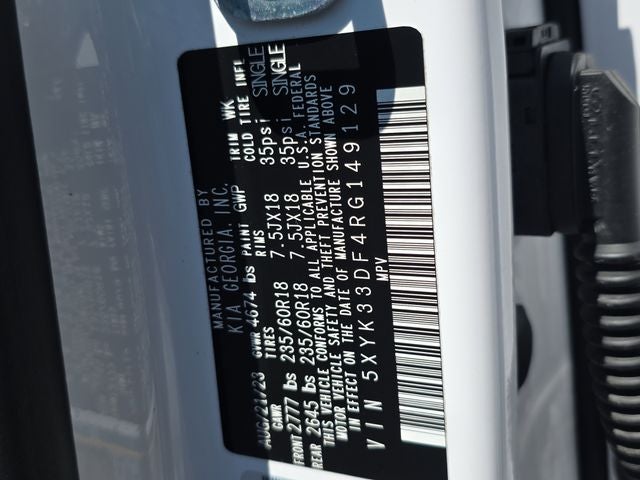 MANUFACTURED BY
KIA GEORGIA, INC.
AUG/21/23 GVWR 4674 lbs PAINT GWP TRIM WK
GAWR TIRES RIMS COLD TIRE INFL
FRONT 2777 lbs 235/60R18 7.5JX18 35psi SINGLE
REAR 2645 lbs 235/60R18 7.5JX18 35psi SINGLE
THIS VEHICLE CONFORMS TO ALL APPLICABLE U.S.A. FEDERAL
MOTOR VEHICLE SAFETY AND THEFT PREVENTION STANDARDS
IN EFFECT ON THE DATE OF MANUFACTURE SHOWN ABOVE
VIN 5XYK33DF4RG149129
MPV